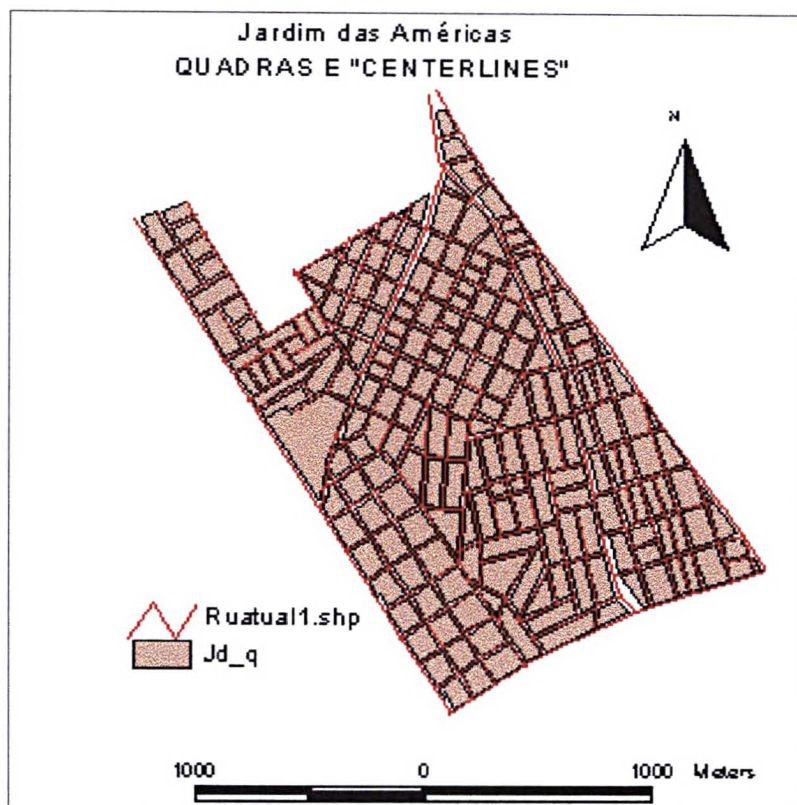 Jardim das Américas
QUADRAS E "CENTERLINES"
N
Ruatual1.shp
Jd_q
1000 0 1000 Meters